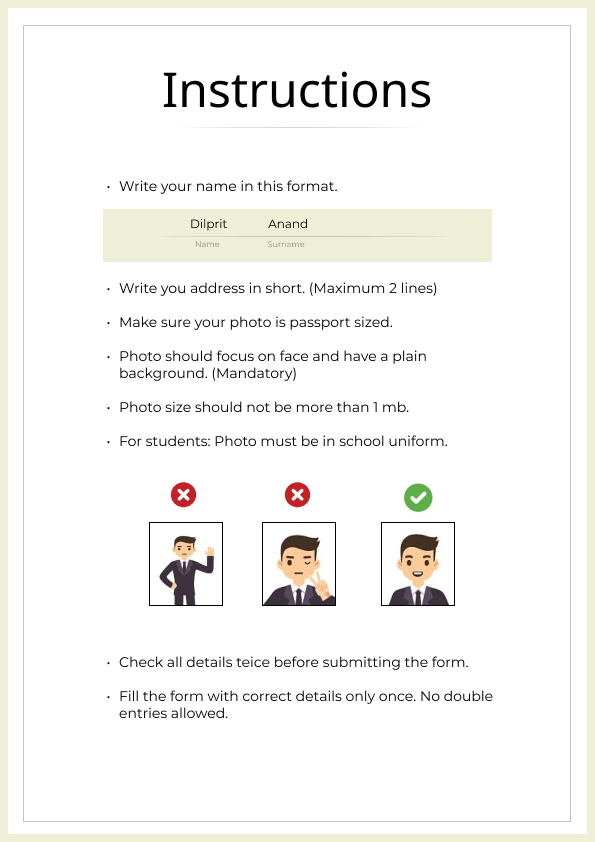 Instructions
• Write your name in this format.
Dilprit Anand
Name Surname
• Write you address in short. (Maximum 2 lines)
• Make sure your photo is passport sized.
• Photo should focus on face and have a plain
background. (Mandatory)
• Photo size should not be more than 1 mb.
• For students: Photo must be in school uniform.
• Check all details teice before submitting the form.
• Fill the form with correct details only once. No double
entries allowed.